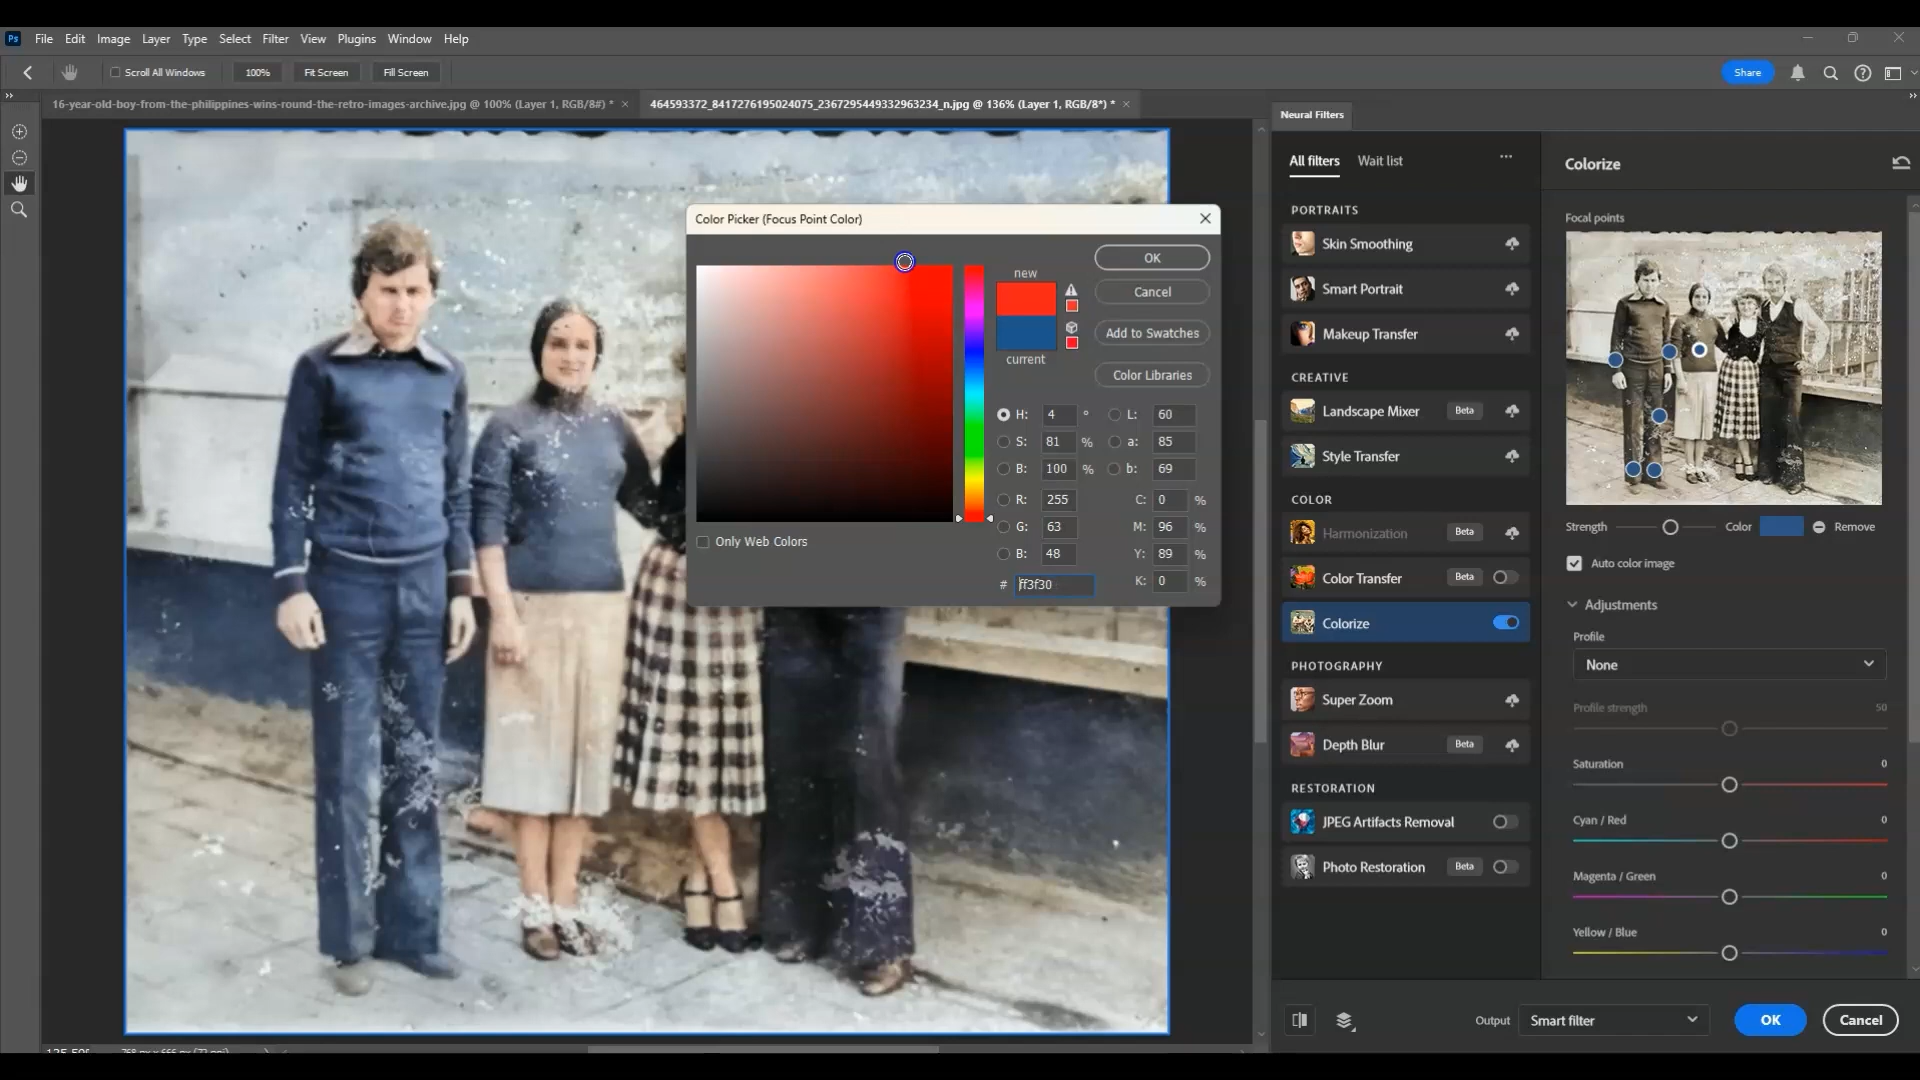 Ps File Edit Image Layer Type Select Filter View Plugins Window Help
Scroll All Windows 100% Fit Screen Fill Screen Share
16-year-old-boy-from-the-philippines-wins-round-the-retro-images-archive.jpg @ 100% (Layer 1, RGB/8#) * ×
464593372_8417276195024075_2367295449332963234_n.jpg @ 136% (Layer 1, RGB/8*) * ×
Color Picker (Focus Point Color)
new
current
OK
Cancel
Add to Swatches
Color Libraries
H: 4 ° L: 60
S: 81 % a: 85
B: 100 % b: 69
R: 255 C: 0 %
G: 63 M: 96 %
B: 48 Y: 89 %
# ff3f30 K: 0 %
Only Web Colors
Neural Filters
All filters Wait list
PORTRAITS
Skin Smoothing
Smart Portrait
Makeup Transfer
CREATIVE
Landscape Mixer Beta
Style Transfer
COLOR
Harmonization Beta
Color Transfer Beta
Colorize
PHOTOGRAPHY
Super Zoom
Depth Blur Beta
RESTORATION
JPEG Artifacts Removal
Photo Restoration Beta
Colorize
Focal points
Strength Color Remove
Auto color image
Adjustments
Profile
None
Profile strength 50
Saturation 0
Cyan / Red 0
Magenta / Green 0
Yellow / Blue 0
Output Smart filter OK Cancel